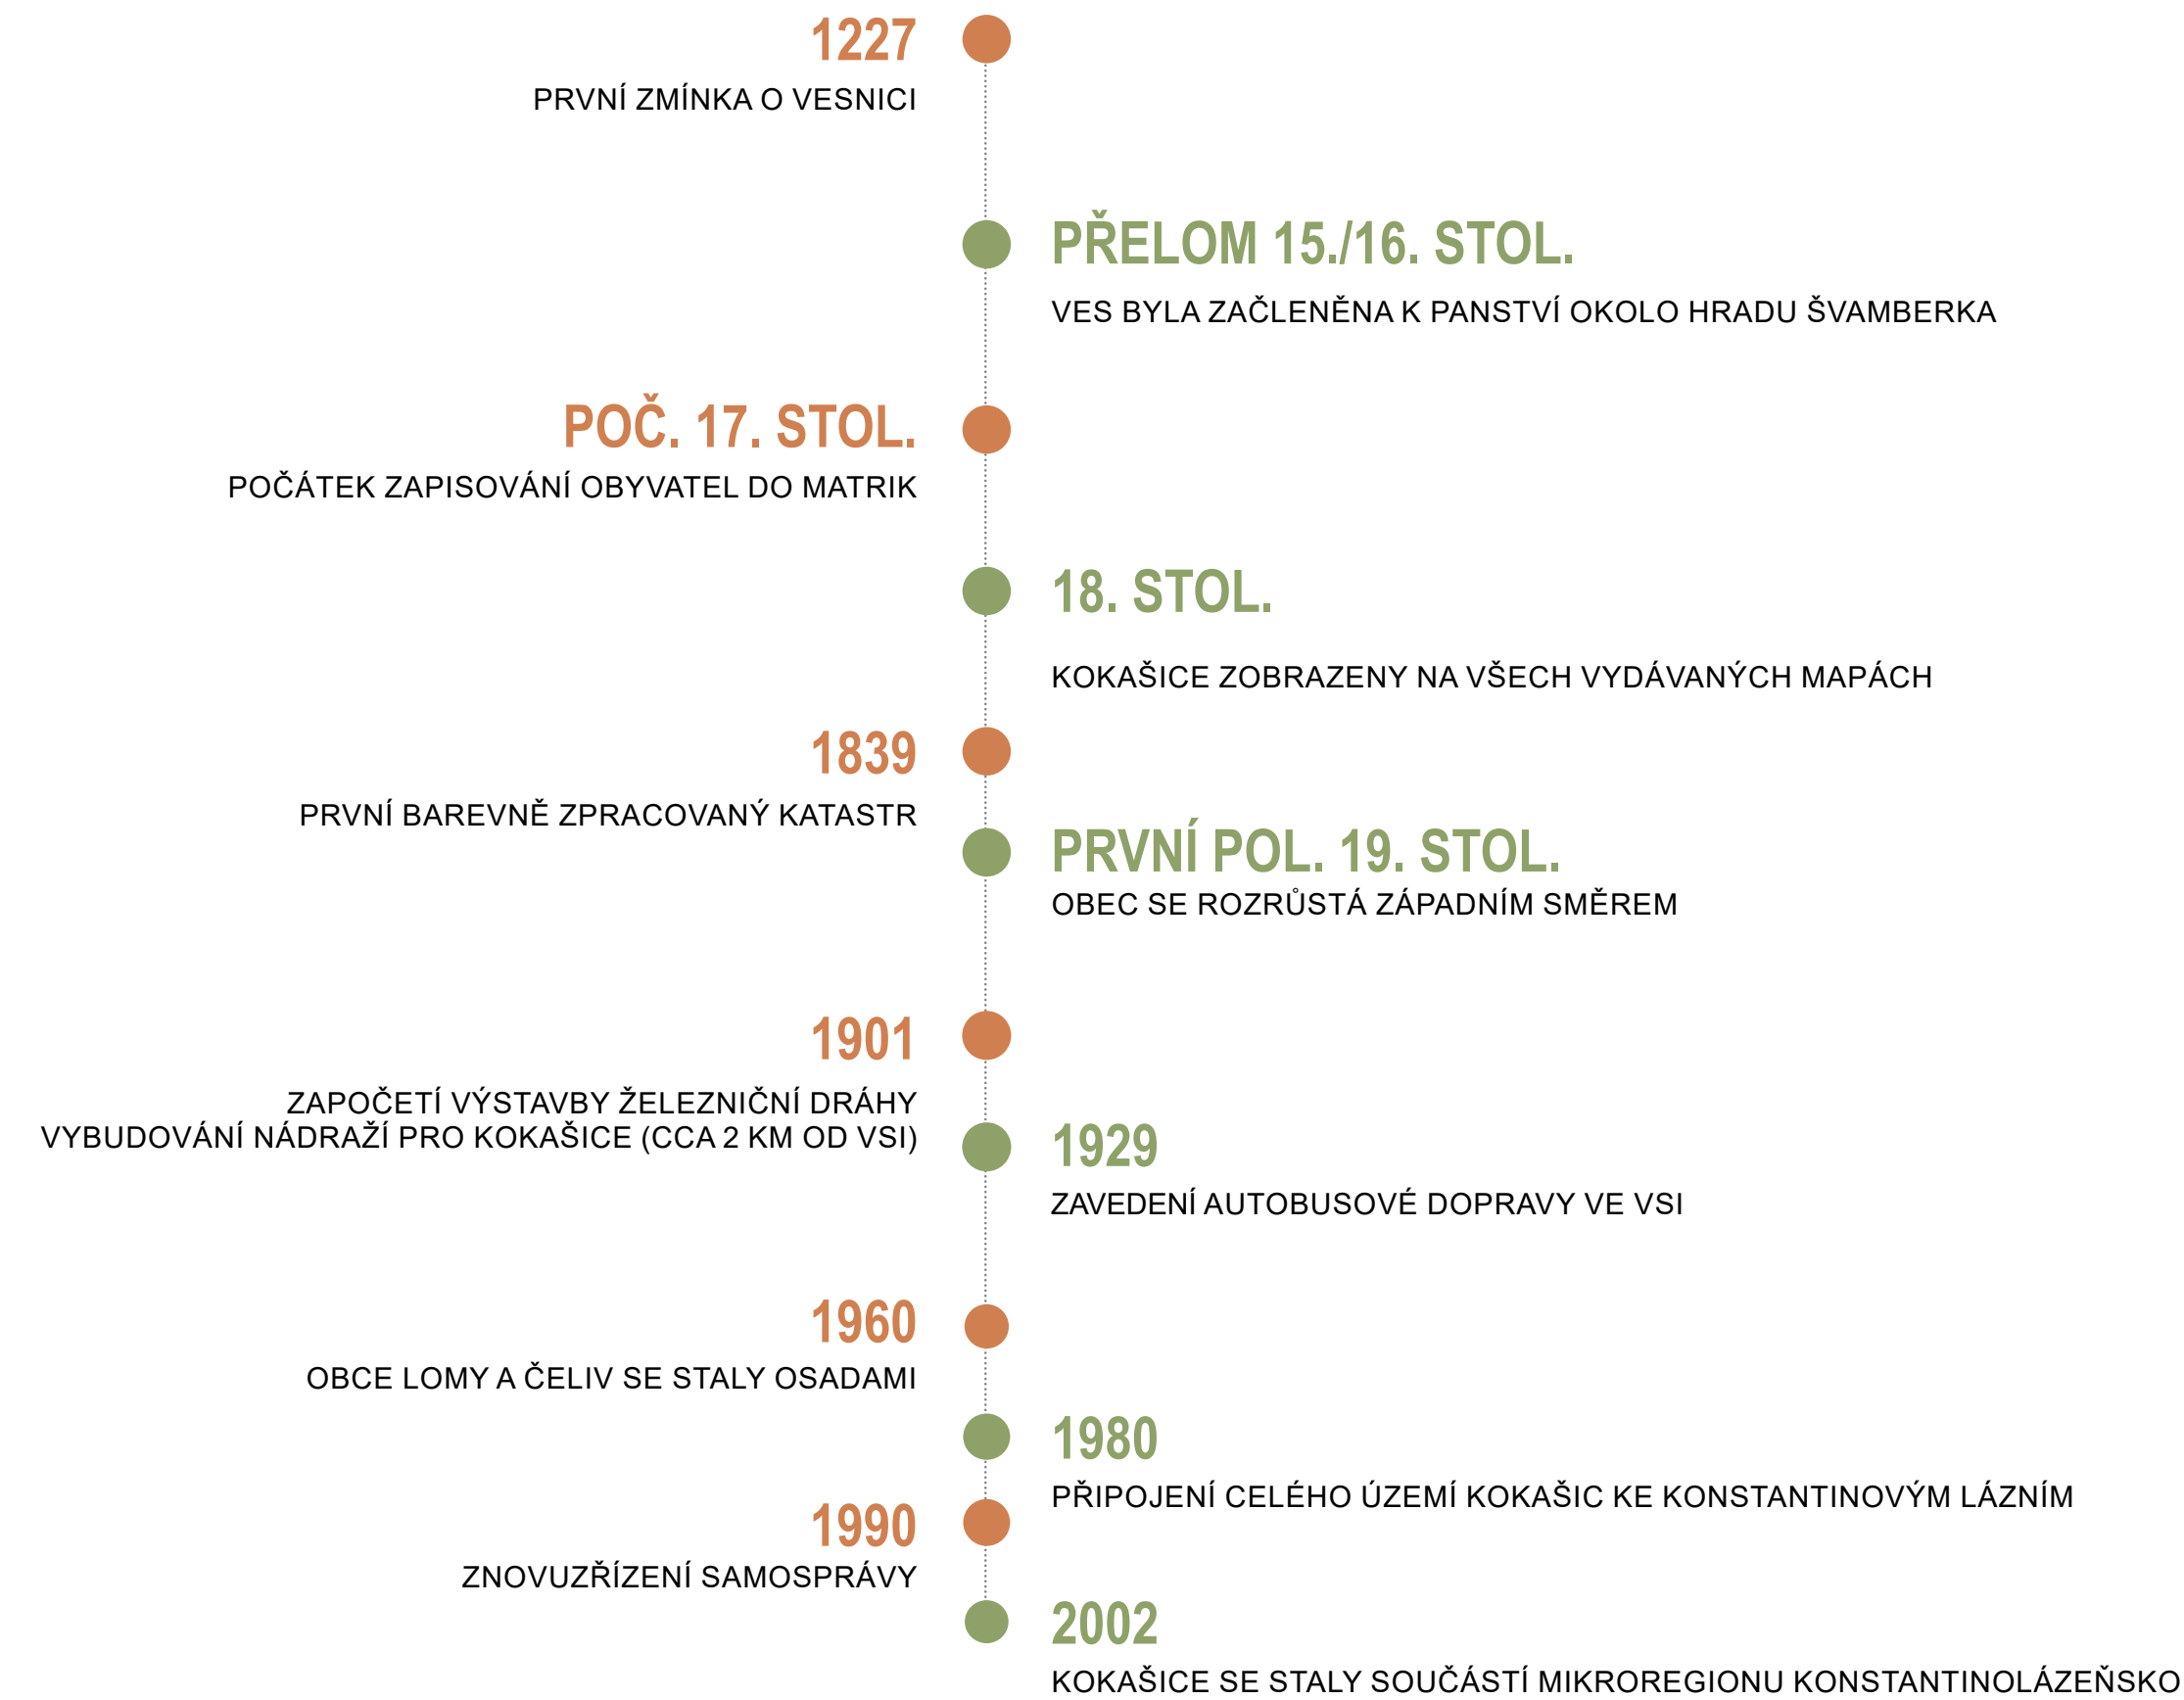 1227
PRVNÍ ZMÍNKA O VESNICI
PŘELOM 15./16. STOL.
VES BYLA ZAČLENĚNA K PANSTVÍ OKOLO HRADU ŠVAMBERKA
POČ. 17. STOL.
POČÁTEK ZAPISOVÁNÍ OBYVATEL DO MATRIK
18. STOL.
KOKAŠICE ZOBRAZENY NA VŠECH VYDÁVANÝCH MAPÁCH
1839
PRVNÍ BAREVNĚ ZPRACOVANÝ KATASTR
PRVNÍ POL. 19. STOL.
OBEC SE ROZRŮSTÁ ZÁPADNÍM SMĚREM
1901
ZAPOČETÍ VÝSTAVBY ŽELEZNIČNÍ DRÁHY
VYBUDOVÁNÍ NÁDRAŽÍ PRO KOKAŠICE (CCA 2 KM OD VSI)
1929
ZAVEDENÍ AUTOBUSOVÉ DOPRAVY VE VSI
1960
OBCE LOMY A ČELIV SE STALY OSADAMI
1980
PŘIPOJENÍ CELÉHO ÚZEMÍ KOKAŠIC KE KONSTANTINOVÝM LÁZNÍM
1990
ZNOVUZŘÍZENÍ SAMOSPRÁVY
2002
KOKAŠICE SE STALY SOUČÁSTÍ MIKROREGIONU KONSTANTINOLÁZEŇSKO